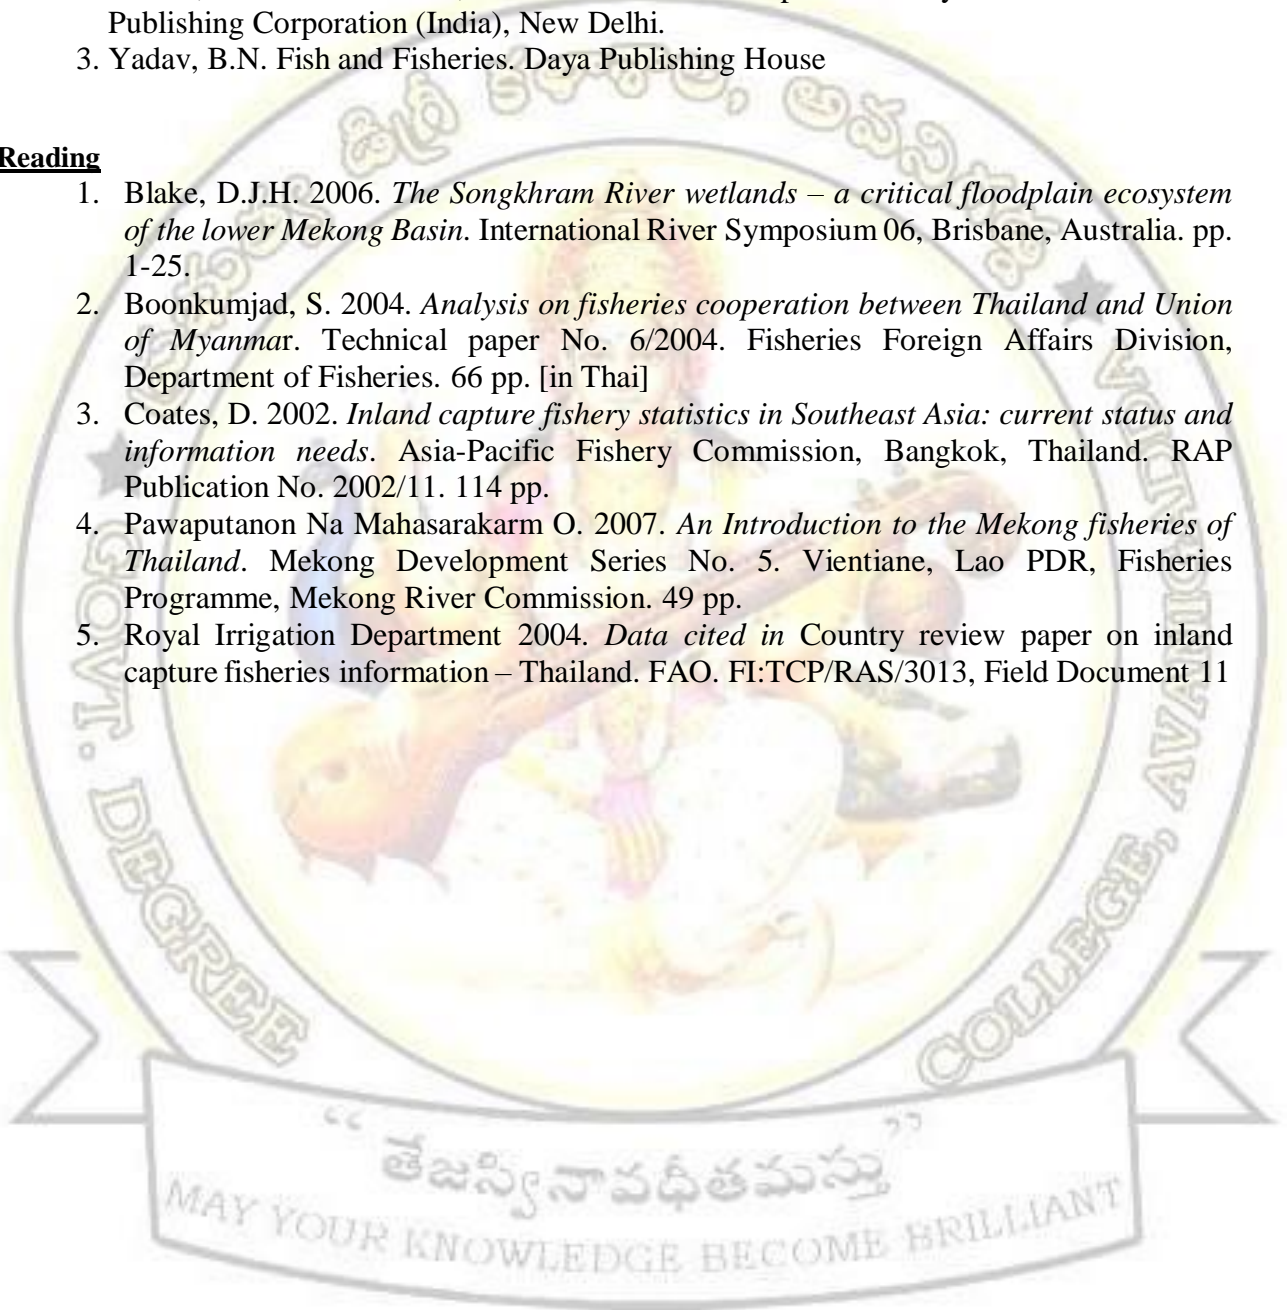 Publishing Corporation (India), New Delhi.
3. Yadav, B.N. Fish and Fisheries. Daya Publishing House
Reading
1. Blake, D.J.H. 2006. The Songkhram River wetlands – a critical floodplain ecosystem
of the lower Mekong Basin. International River Symposium 06, Brisbane, Australia. pp.
1-25.
2. Boonkumjad, S. 2004. Analysis on fisheries cooperation between Thailand and Union
of Myanmar. Technical paper No. 6/2004. Fisheries Foreign Affairs Division,
Department of Fisheries. 66 pp. [in Thai]
3. Coates, D. 2002. Inland capture fishery statistics in Southeast Asia: current status and
information needs. Asia-Pacific Fishery Commission, Bangkok, Thailand. RAP
Publication No. 2002/11. 114 pp.
4. Pawaputanon Na Mahasarakarm O. 2007. An Introduction to the Mekong fisheries of
Thailand. Mekong Development Series No. 5. Vientiane, Lao PDR, Fisheries
Programme, Mekong River Commission. 49 pp.
5. Royal Irrigation Department 2004. Data cited in Country review paper on inland
capture fisheries information – Thailand. FAO. FI:TCP/RAS/3013, Field Document 11
డిగ్రీ కళాశాల, అవనిగడ్డ
GOVT. DEGREE COLLEGE, AVANIGADDA
“ తేజస్వినావధీతమస్తు ”
MAY YOUR KNOWLEDGE BECOME BRILLIANT